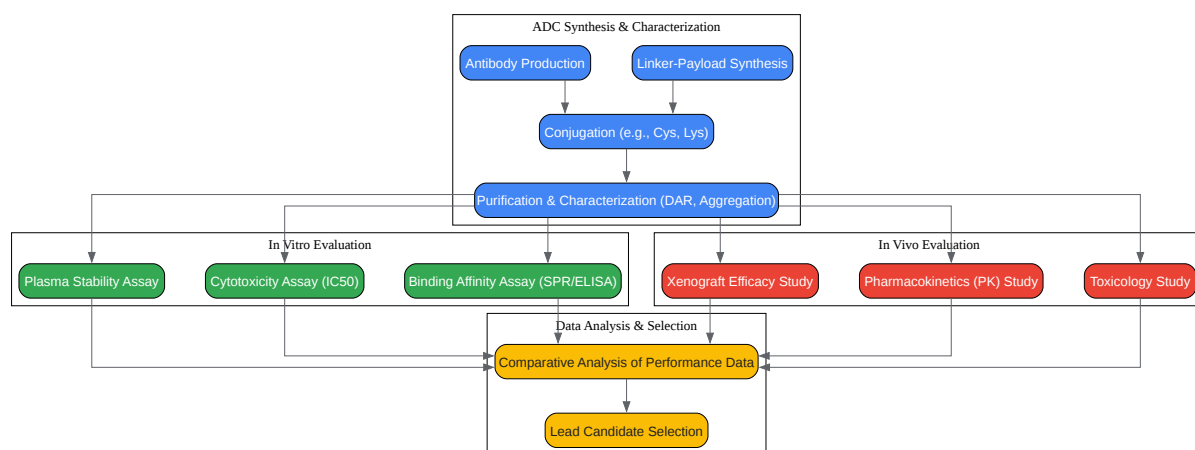 ADC Synthesis & Characterization
Antibody Production
Linker-Payload Synthesis
Conjugation (e.g., Cys, Lys)
Purification & Characterization (DAR, Aggregation)
In Vitro Evaluation
In Vivo Evaluation
Plasma Stability Assay
Cytotoxicity Assay (IC50)
Binding Affinity Assay (SPR/ELISA)
Xenograft Efficacy Study
Pharmacokinetics (PK) Study
Toxicology Study
Data Analysis & Selection
Comparative Analysis of Performance Data
Lead Candidate Selection